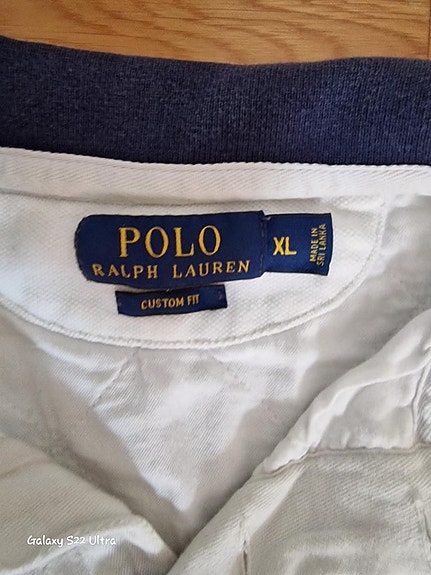 POLO
RALPH LAUREN
XL
MADE IN
SRI LANKA
CUSTOM FIT
Galaxy S22 Ultra